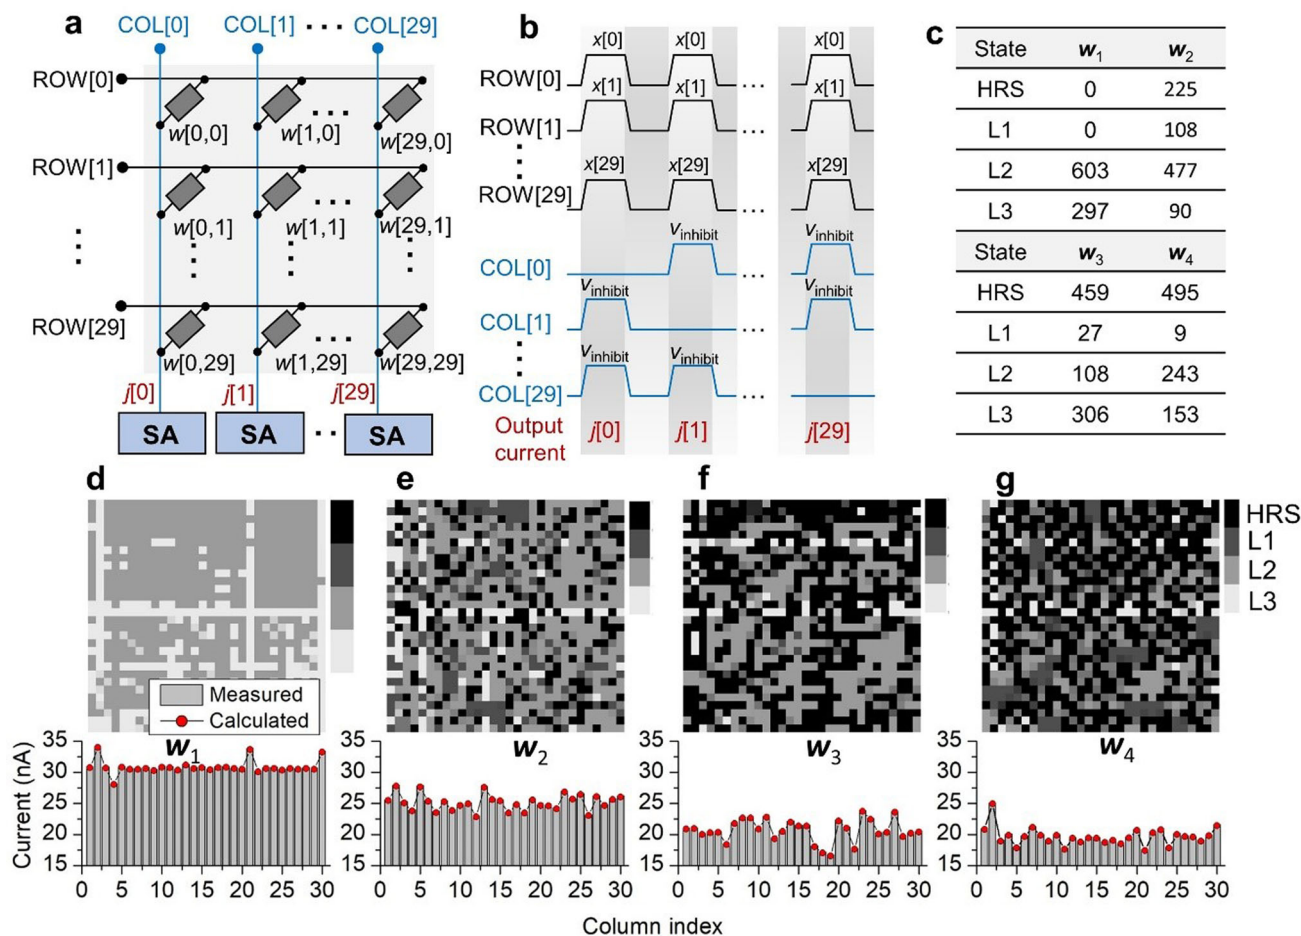 a
COL[0] COL[1] ··· COL[29]
ROW[0]
w[0,0] w[1,0] ··· w[29,0]
ROW[1]
w[0,1] w[1,1] ··· w[29,1]
ROW[29]
w[0,29] w[1,29] ··· w[29,29]
j[0] j[1] j[29]
SA SA ·· SA
b
x[0] x[0] x[0]
ROW[0]
x[1] x[1] x[1]
ROW[1]
x[29] x[29] x[29]
ROW[29]
Vinhibit Vinhibit
COL[0]
Vinhibit Vinhibit
COL[1]
Vinhibit Vinhibit
COL[29]
Output
current
j[0] j[1] j[29]
c
State w1 w2
HRS 0 225
L1 0 108
L2 603 477
L3 297 90
State w3 w4
HRS 459 495
L1 27 9
L2 108 243
L3 306 153
d e f g
HRS
L1
L2
L3
Measured
Calculated
w1 w2 w3 w4
Current (nA)
35 30 25 20 15
0 5 10 15 20 25 30
35 30 25 20 15
0 5 10 15 20 25 30
35 30 25 20 15
0 5 10 15 20 25 30
35 30 25 20 15
0 5 10 15 20 25 30
Column index